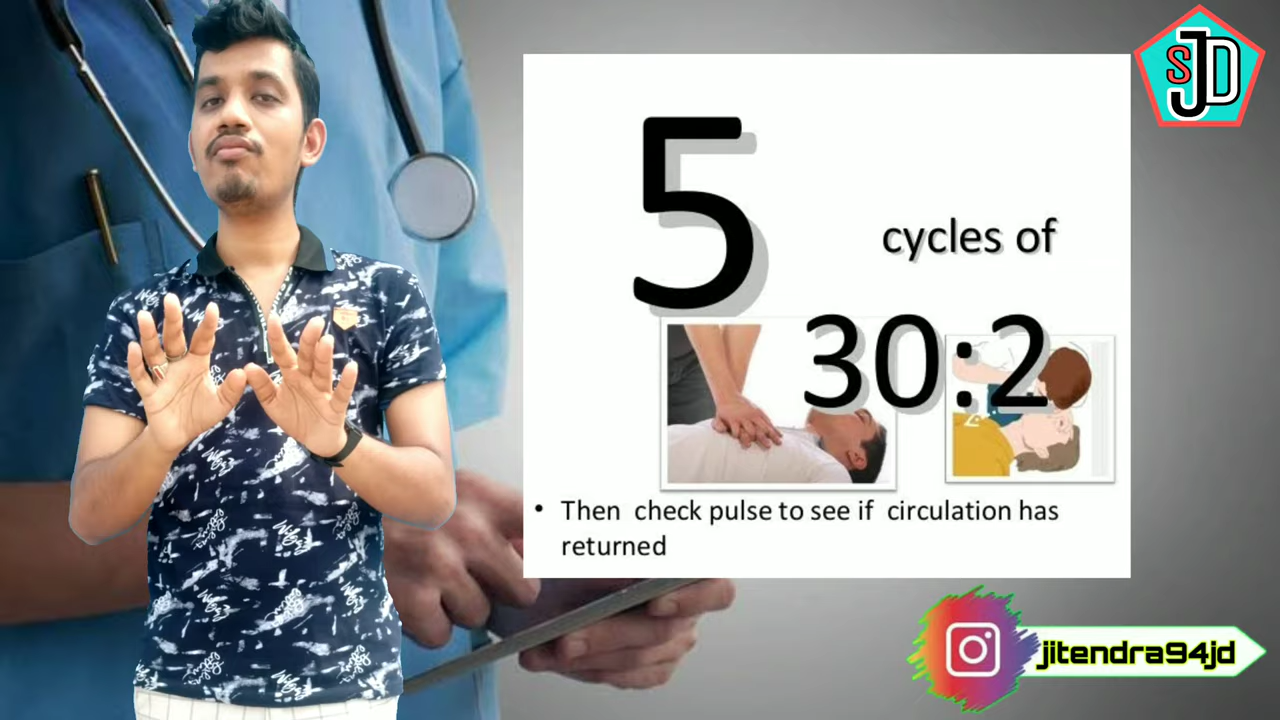 SJD
5
cycles of
30:2
• Then check pulse to see if circulation has
returned
jitendra94jd